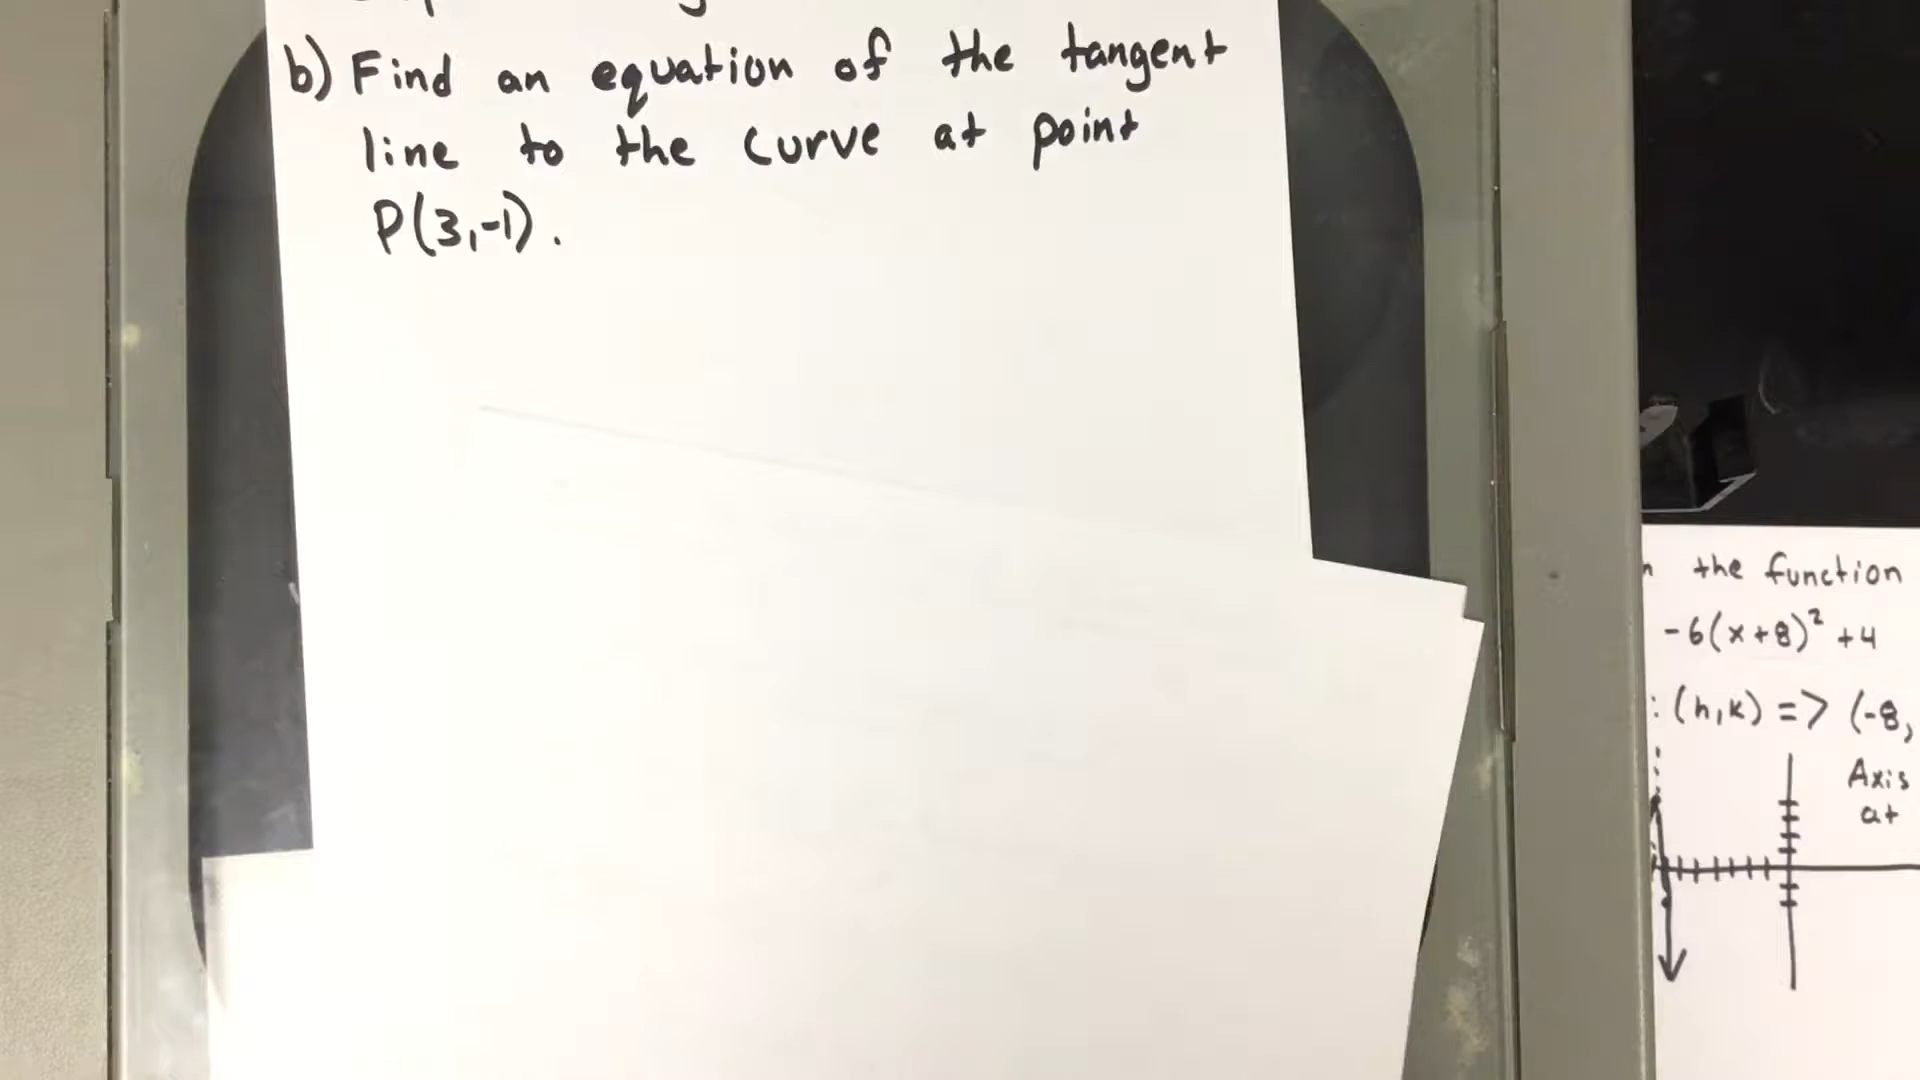 b) Find an equation of the tangent
line to the curve at point
P(3,-1).
the function
-6(x+8)² +4
: (h,k) => (-8,
Axis
at